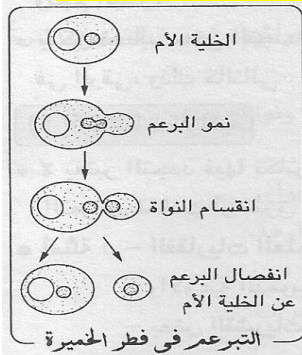 الخلية الأم
نمو البرعم
انقسام النواة
انفصال البرعم
عن الخلية الأم
التبرعم فى فطر الخميرة